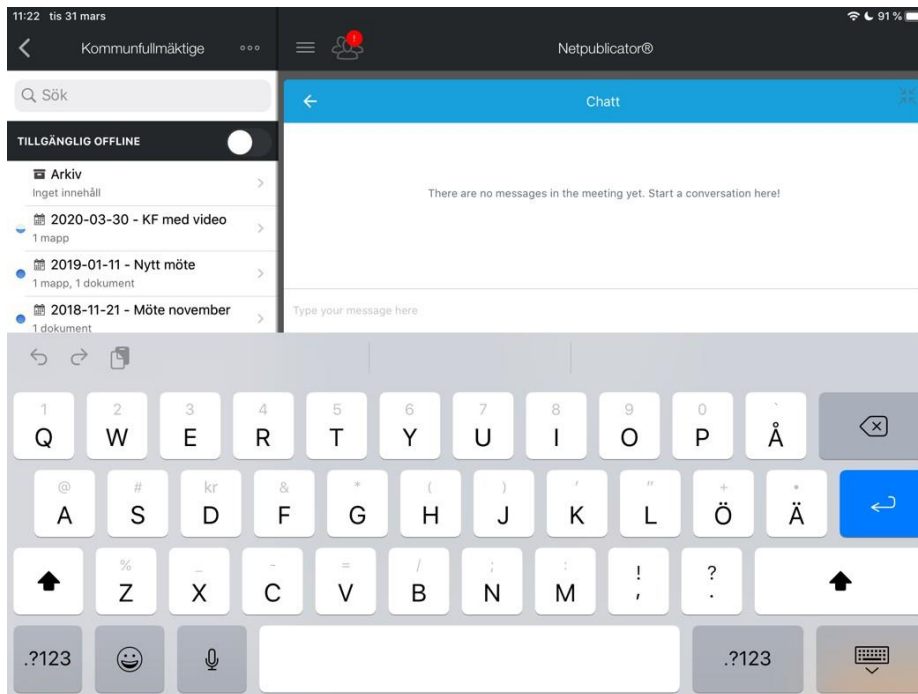 11:22 tis 31 mars
91 %
Kommunfullmäktige
Netpublicator®
!
Sök
Chatt
TILLGÄNGLIG OFFLINE
Arkiv
Inget innehåll
There are no messages in the meeting yet. Start a conversation here!
2020-03-30 - KF med video
1 mapp
2019-01-11 - Nytt möte
1 mapp, 1 dokument
2018-11-21 - Möte november
1 dokument
Type your message here
1 2 3 4 5 6 7 8 9 0 `
Q W E R T Y U I O P Å
@ # kr & * ( ) ' " + •
A S D F G H J K L Ö Ä
% _ - = / ; : ! ?
Z X C V B N M , .
.?123 .?123